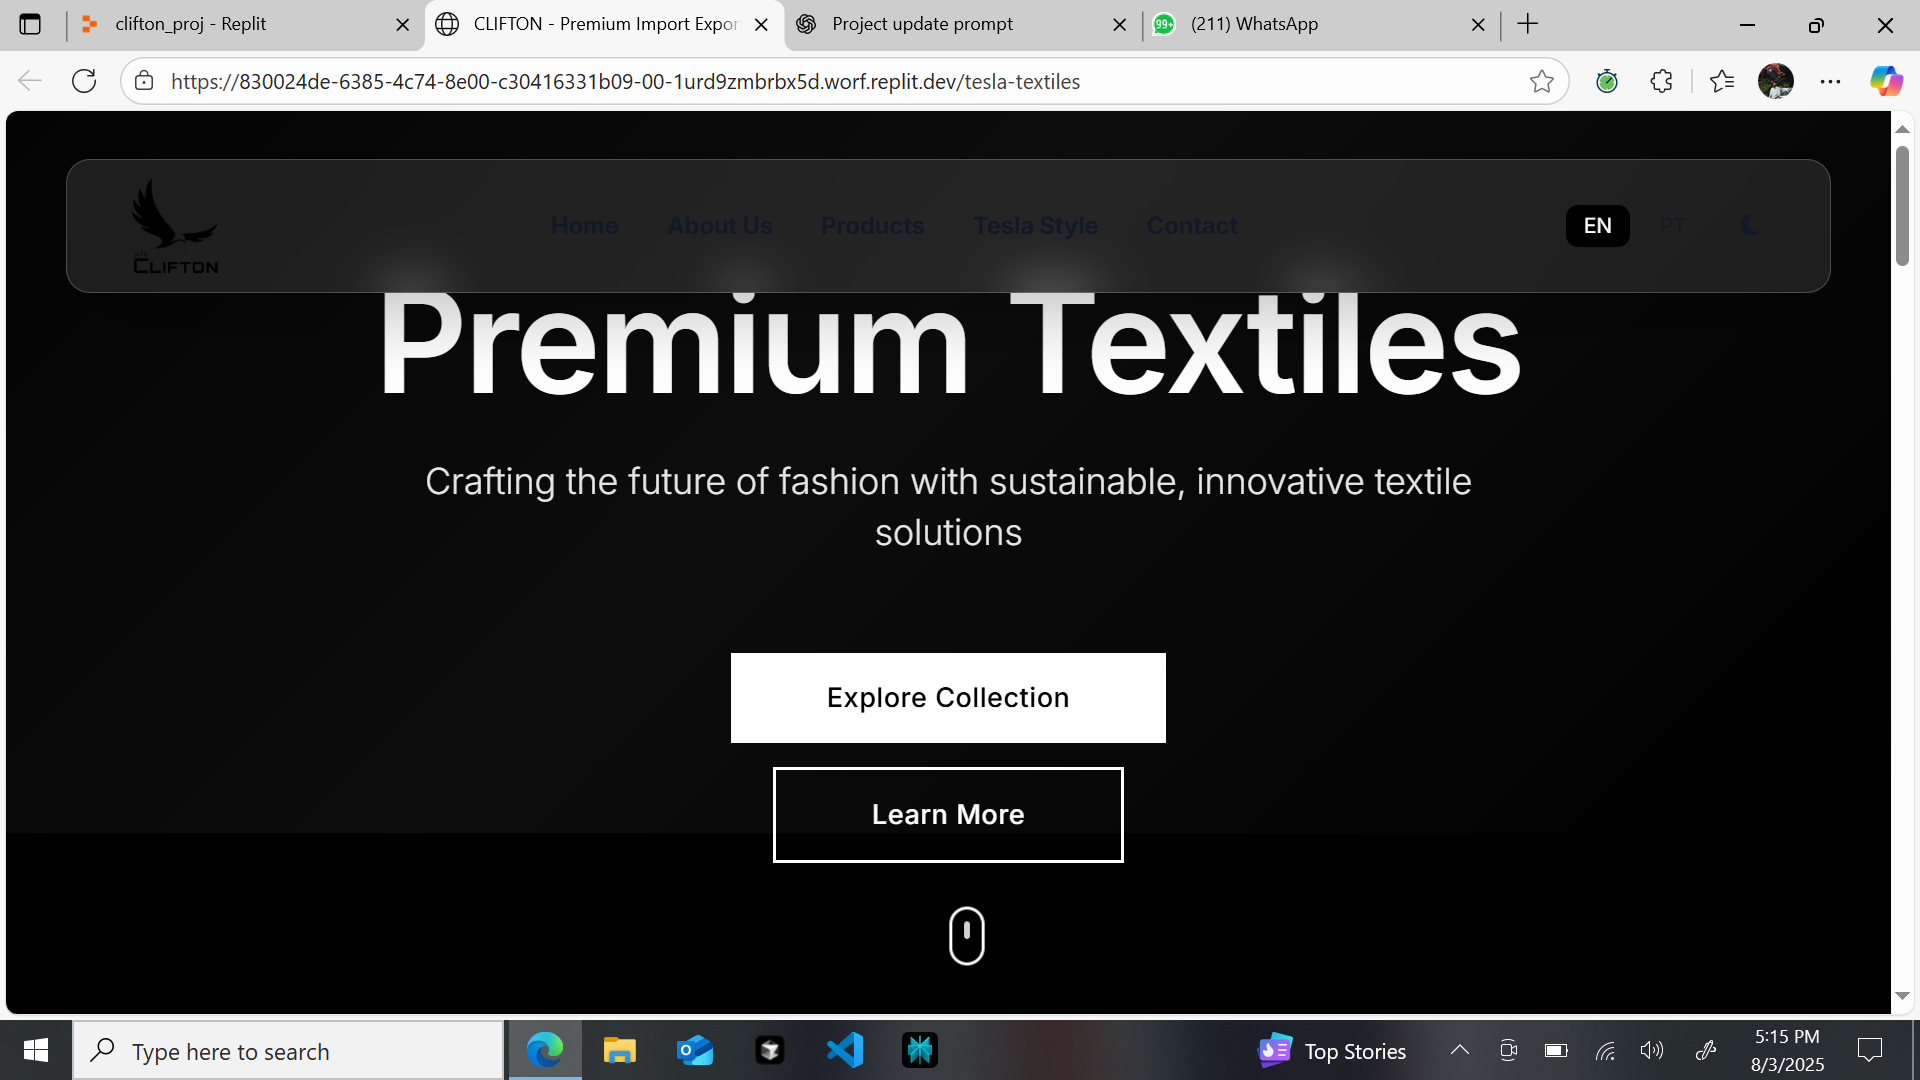 clifton_proj - Replit
CLIFTON - Premium Import Expor
Project update prompt
99+
(211) WhatsApp
https://830024de-6385-4c74-8e00-c30416331b09-00-1urd9zmbrbx5d.worf.replit.dev/tesla-textiles
CLIFTON
Home
About Us
Products
Tesla Style
Contact
EN
PT
Premium Textiles
Crafting the future of fashion with sustainable, innovative textile
solutions
Explore Collection
Learn More
Type here to search
Top Stories
5:15 PM
8/3/2025